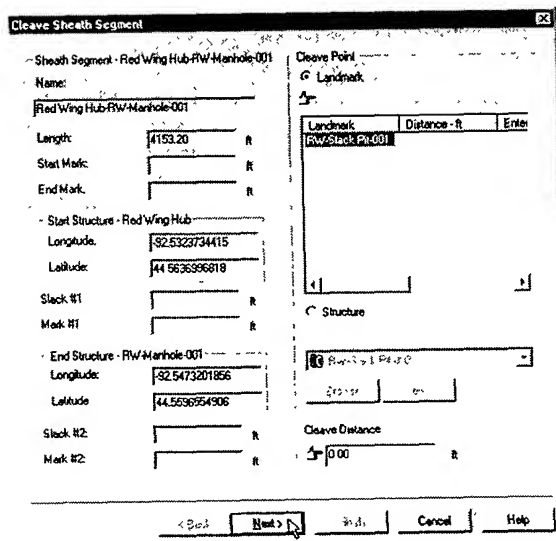 Cleave Sheath Segment
Sheath Segment - Red Wing Hub-RW-Manhole-001
Name:
Red Wing Hub-RW-Manhole-001
Length: 4153.20 ft
Start Mark: ft
End Mark. ft
Start Structure - Red Wing Hub
Longitude. -92.5323734415
Latitude: 44.5636996818
Slack #1 ft
Mark #1 ft
End Structure - RW-Manhole-001
Longitude: -92.5473201856
Latitude 44.5596954906
Slack #2: ft
Mark #2: ft
Cleave Point
Landmark
Landmark Distance - ft Enter
RW-Slack Pit-001
Structure
Cleave Distance
0.00 ft
< Back Next > Cancel Help